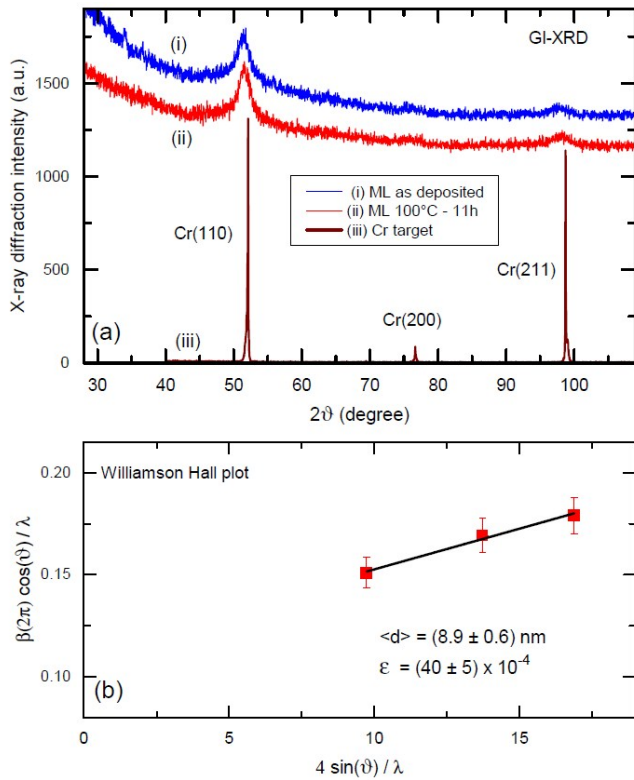 GI-XRD
(i)
(ii)
X-ray diffraction intensity (a.u.)
1500
1250
1000
750
500
250
0
(i) ML as deposited
(ii) ML 100°C - 11h
(iii) Cr target
Cr(110)
Cr(211)
Cr(200)
(a)
(iii)
30 40 50 60 70 80 90 100
2ϑ (degree)
Williamson Hall plot
β(2π) cos(ϑ) / λ
0.20
0.15
0.10
<d> = (8.9 ± 0.6) nm
ε = (40 ± 5) x 10⁻⁴
(b)
0 5 10 15
4 sin(ϑ) / λ